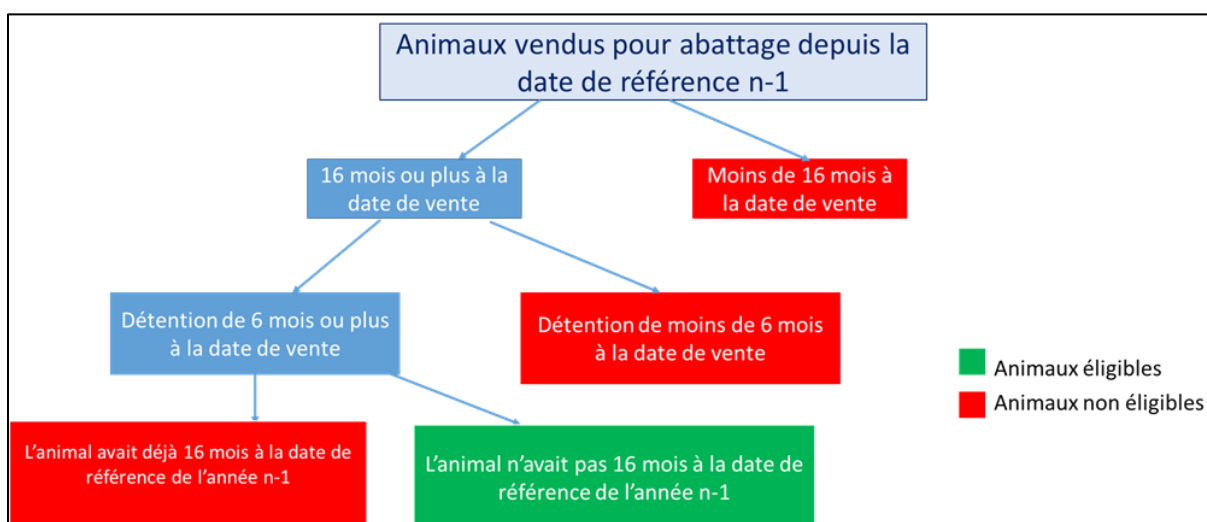 Animaux vendus pour abattage depuis la
date de référence n-1
16 mois ou plus à la
date de vente
Moins de 16 mois à
la date de vente
Détention de 6 mois ou plus
à la date de vente
Détention de moins de 6 mois
à la date de vente
Animaux éligibles
Animaux non éligibles
L’animal avait déjà 16 mois à la date de
référence de l’année n-1
L’animal n’avait pas 16 mois à la date de
référence de l’année n-1